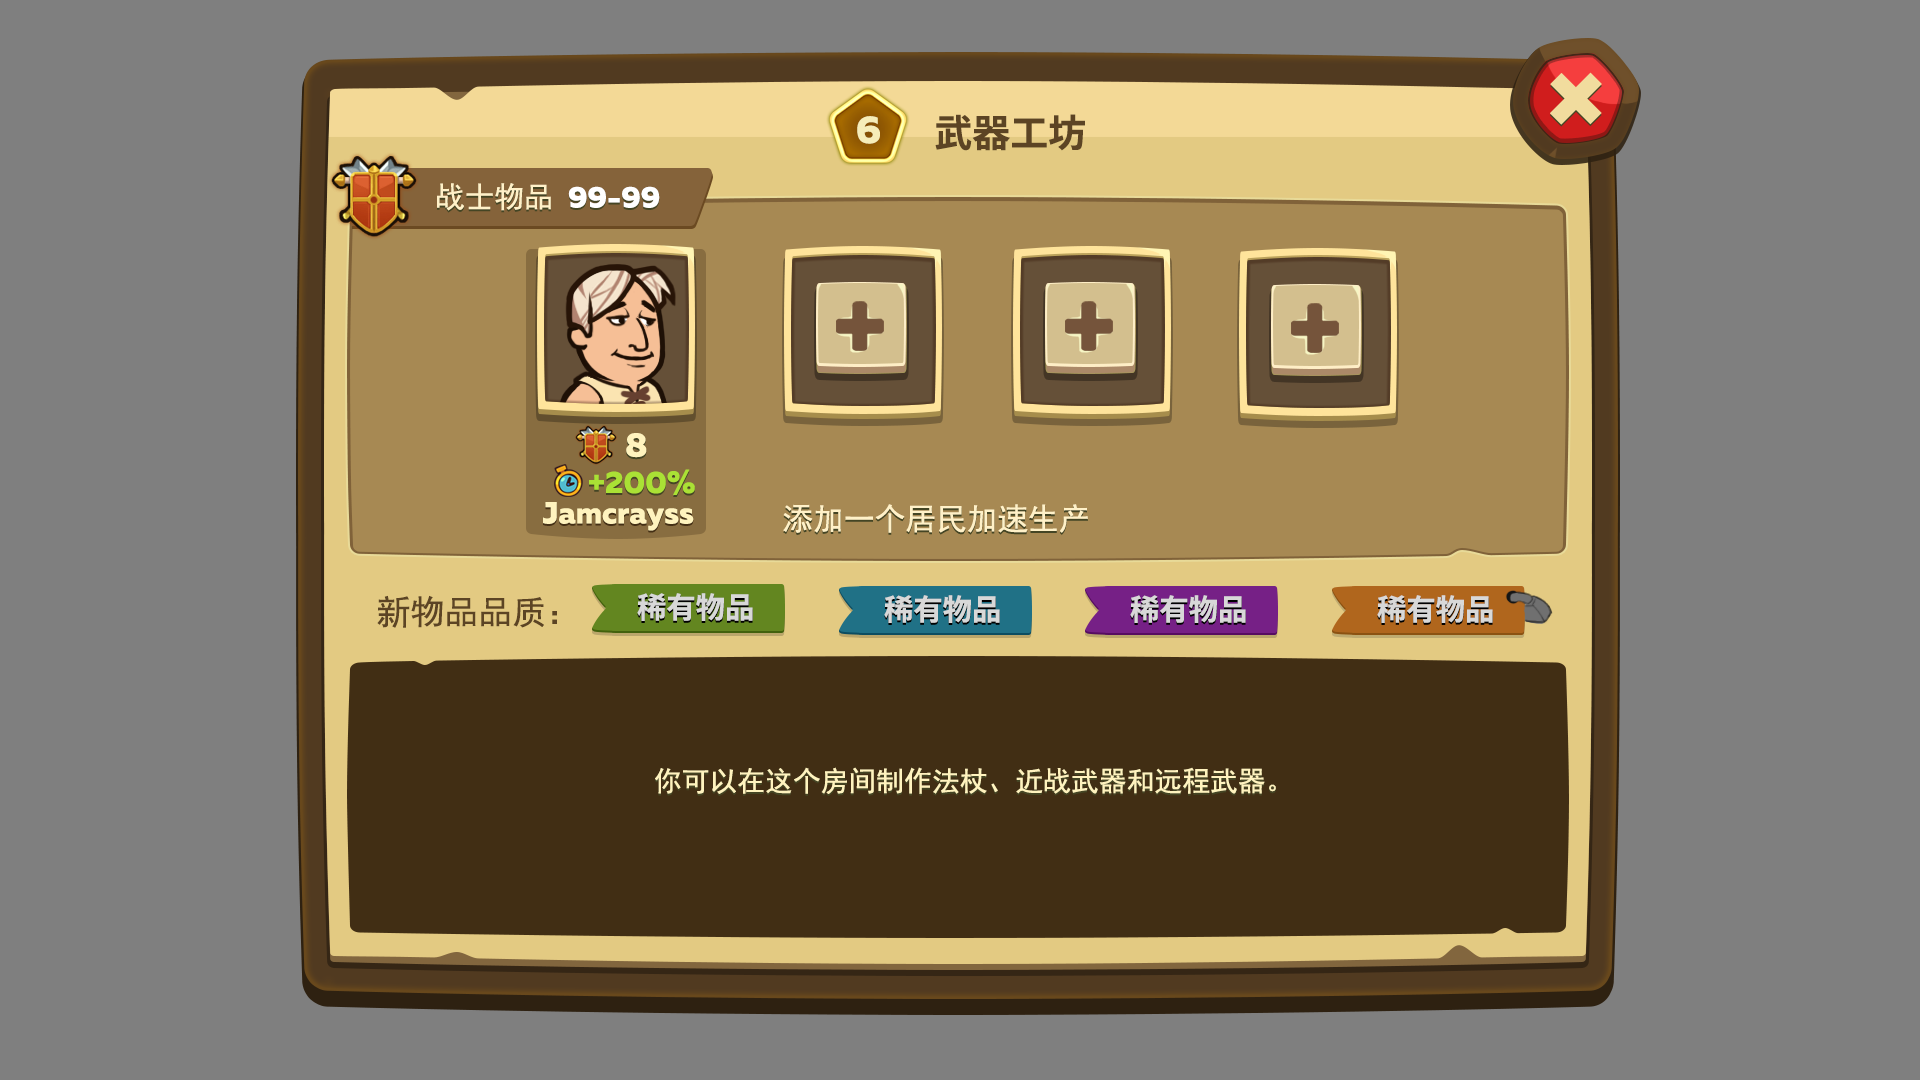 6 武器工坊
战士物品 99-99
8
+200%
Jamcrayss
添加一个居民加速生产
新物品品质: 稀有物品 稀有物品 稀有物品 稀有物品
你可以在这个房间制作法杖、近战武器和远程武器。